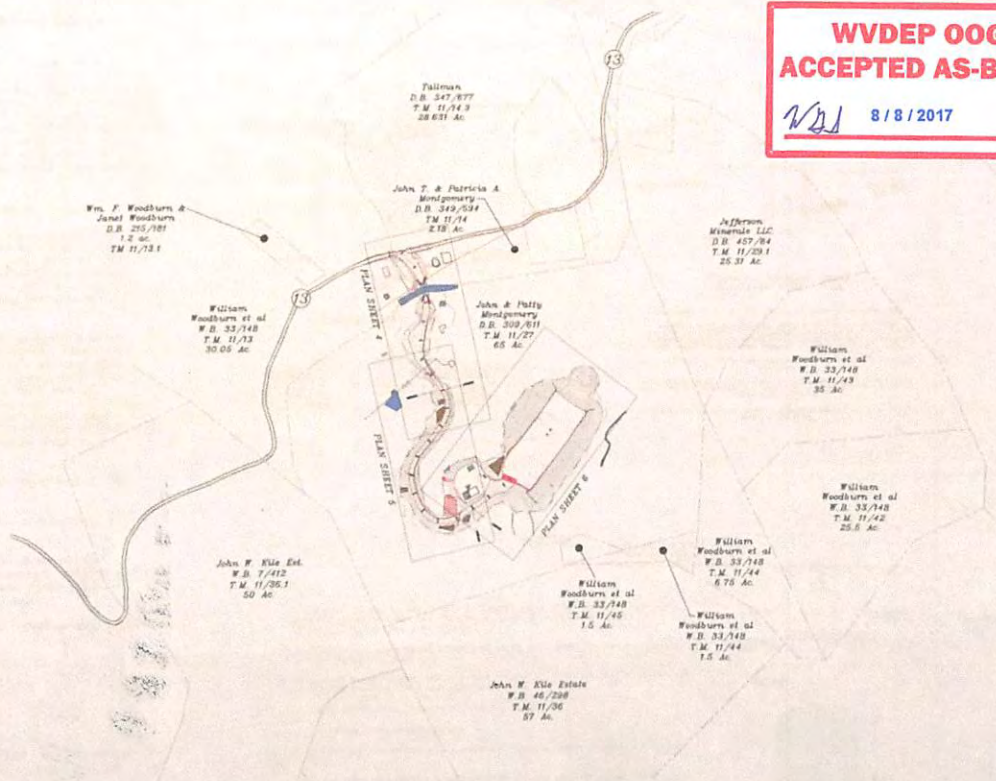 WVDEP OOG
ACCEPTED AS-B
8/8/2017
13
Tallman
D.B. 347/677
T.M. 11/14.3
28.631 Ac.
John T. & Patricia A.
Montgomery
D.B. 349/594
TM 11/14
2.18 Ac.
Wm. F. Woodburn &
Janet Woodburn
D.B. 215/181
1.2 ac.
TM 11/13.1
Jefferson
Minerals LLC.
D.B. 457/84
T.M. 11/29.1
25.31 Ac.
PLAN SHEET 4
13
William
Woodburn et al
W.B. 33/148
T.M. 11/13
30.05 Ac.
John & Patty
Montgomery
D.B. 309/611
T.M. 11/27
65 Ac.
William
Woodburn et al
W.B. 33/148
T.M. 11/43
35 Ac.
PLAN SHEET 5
PLAN SHEET 6
William
Woodburn et al
W.B. 33/148
T.M. 11/42
25.5 Ac.
William
Woodburn et al
W.B. 33/148
T.M. 11/44
6.75 Ac.
John W. Kile Est.
W.B. 7/412
T.M. 11/36.1
50 Ac.
William
Woodburn et al
W.B. 33/148
T.M. 11/45
1.5 Ac.
William
Woodburn et al
W.B. 33/148
T.M. 11/44
1.5 Ac.
John W. Kile Estate
W.B. 46/298
T.M. 11/36
57 Ac.